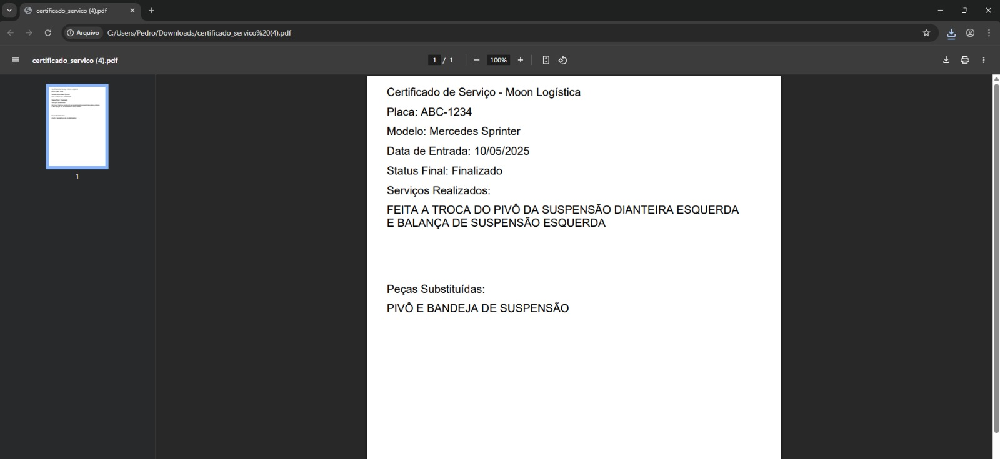 certificado_servico (4).pdf
Arquivo
C:/Users/Pedro/Downloads/certificado_servico%20(4).pdf
certificado_servico (4).pdf
1 / 1
100%
1
Certificado de Serviço - Moon Logística
Placa: ABC-1234
Modelo: Mercedes Sprinter
Data de Entrada: 10/05/2025
Status Final: Finalizado
Serviços Realizados:
FEITA A TROCA DO PIVÔ DA SUSPENSÃO DIANTEIRA ESQUERDA
E BALANÇA DE SUSPENSÃO ESQUERDA
Peças Substituídas:
PIVÔ E BANDEJA DE SUSPENSÃO